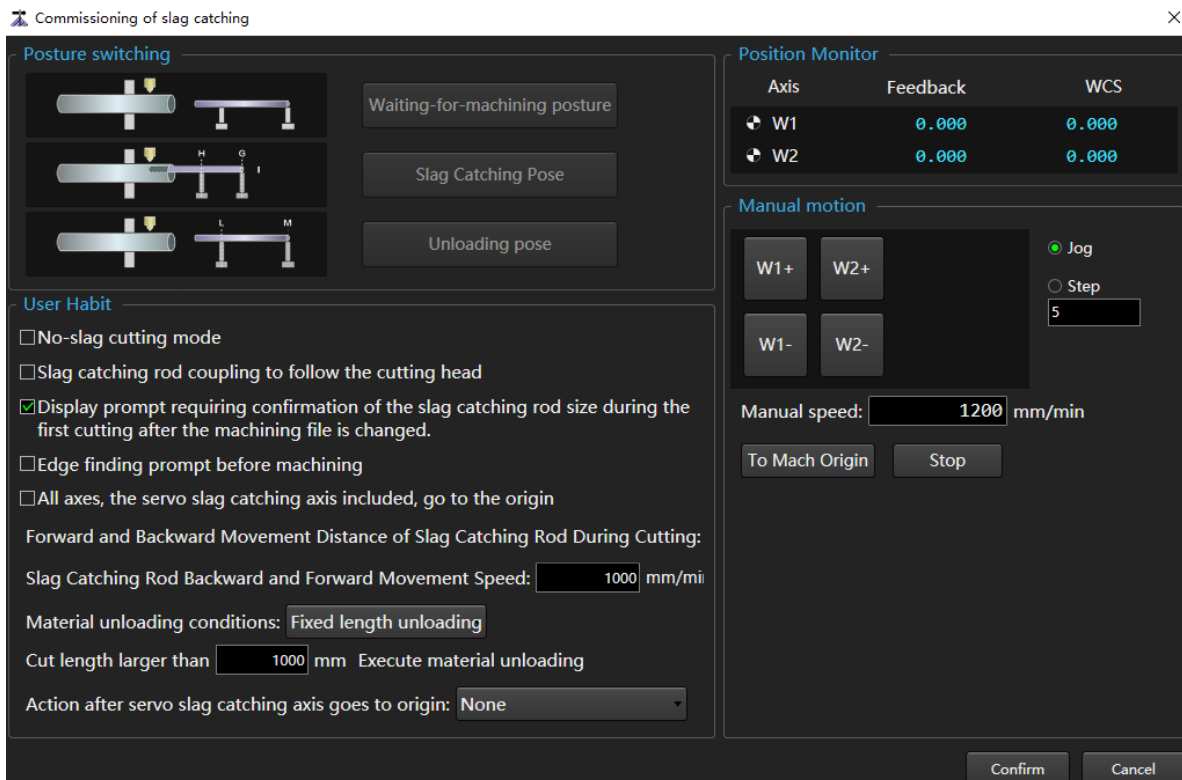 Commissioning of slag catching
Posture switching
Waiting-for-machining posture
H G
I
Slag Catching Pose
L M
Unloading pose
User Habit
No-slag cutting mode
Slag catching rod coupling to follow the cutting head
Display prompt requiring confirmation of the slag catching rod size during the
first cutting after the machining file is changed.
Edge finding prompt before machining
All axes, the servo slag catching axis included, go to the origin
Forward and Backward Movement Distance of Slag Catching Rod During Cutting:
Slag Catching Rod Backward and Forward Movement Speed: 1000 mm/mi
Material unloading conditions: Fixed length unloading
Cut length larger than 1000 mm Execute material unloading
Action after servo slag catching axis goes to origin: None
Position Monitor
Axis Feedback WCS
W1 0.000 0.000
W2 0.000 0.000
Manual motion
W1+ W2+
W1- W2-
Jog
Step
5
Manual speed: 1200 mm/min
To Mach Origin Stop
Confirm Cancel